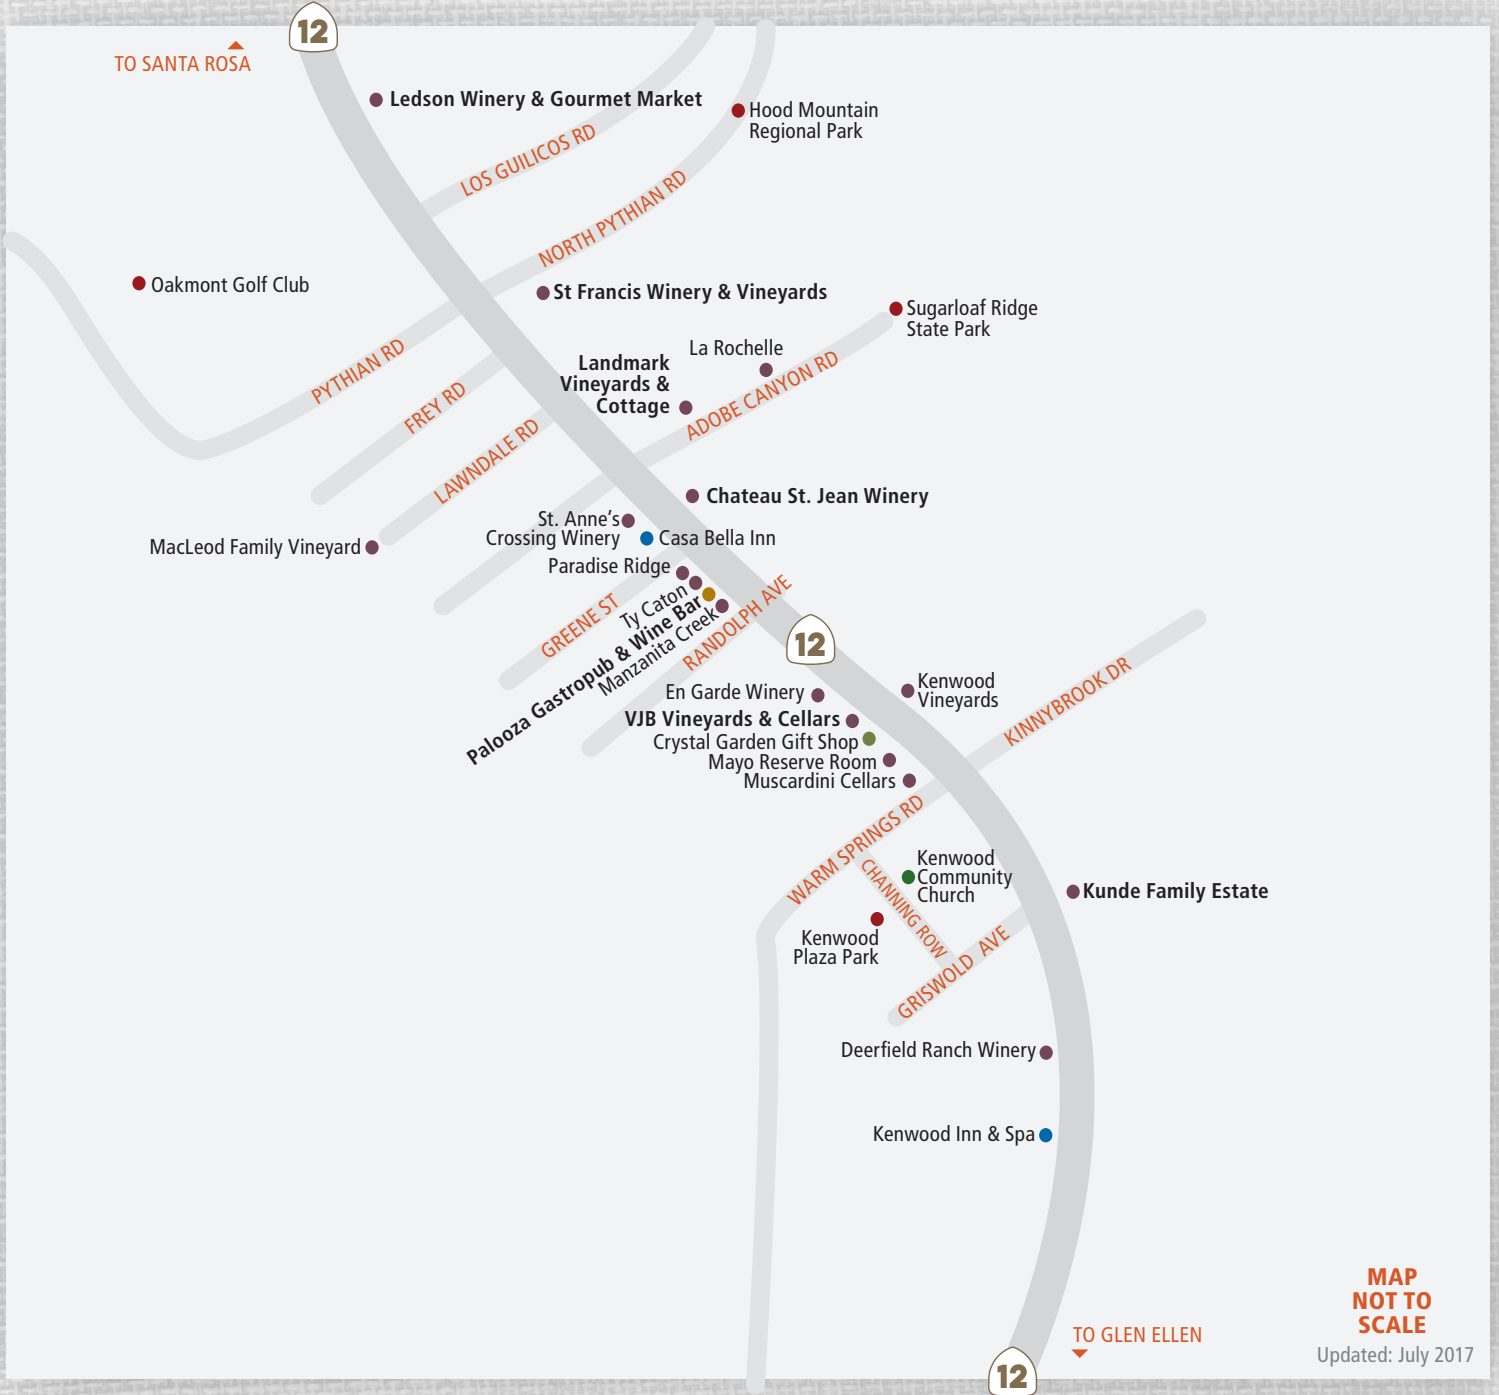 12
TO SANTA ROSA
Ledson Winery & Gourmet Market
Hood Mountain
Regional Park
LOS GUILICOS RD
NORTH PYTHIAN RD
Oakmont Golf Club
St Francis Winery & Vineyards
Sugarloaf Ridge
State Park
La Rochelle
Landmark
Vineyards &
Cottage
PYTHIAN RD
FREY RD
ADOBE CANYON RD
LAWNDALE RD
Chateau St. Jean Winery
St. Anne's
Crossing Winery
Casa Bella Inn
MacLeod Family Vineyard
Paradise Ridge
Ty Caton
Palooza Gastropub & Wine Bar
Manzanita Creek
GREENE ST
RANDOLPH AVE
12
En Garde Winery
Kenwood
Vineyards
VJB Vineyards & Cellars
Crystal Garden Gift Shop
Mayo Reserve Room
Muscardini Cellars
KINNYBROOK DR
WARM SPRINGS RD
CHANNING ROW
Kenwood
Community
Church
Kunde Family Estate
Kenwood
Plaza Park
GRISWOLD AVE
Deerfield Ranch Winery
Kenwood Inn & Spa
MAP
NOT TO
SCALE
Updated: July 2017
TO GLEN ELLEN
12